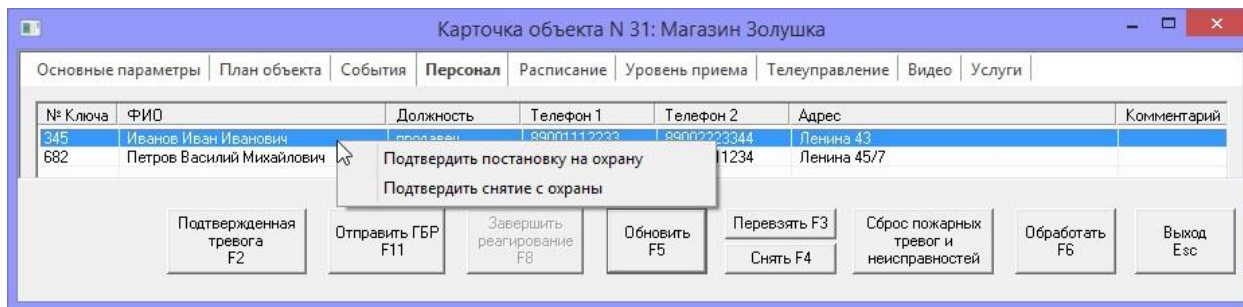 Карточка объекта N 31: Магазин Золушка
Основные параметры План объекта События Персонал Расписание Уровень приема Телеуправление Видео Услуги
№ Ключа ФИО Должность Телефон 1 Телефон 2 Адрес Комментарий
345 Иванов Иван Иванович продавец 89001112233 89002223344 Ленина 43
682 Петров Василий Михайлович 11234 Ленина 45/7
Подтвердить постановку на охрану
Подтвердить снятие с охраны
Подтвержденная
тревога
F2
Отправить ГБР
F11
Завершить
реагирование
F8
Обновить
F5
Перевзять F3
Снять F4
Сброс пожарных
тревог и
неисправностей
Обработать
F6
Выход
Esc